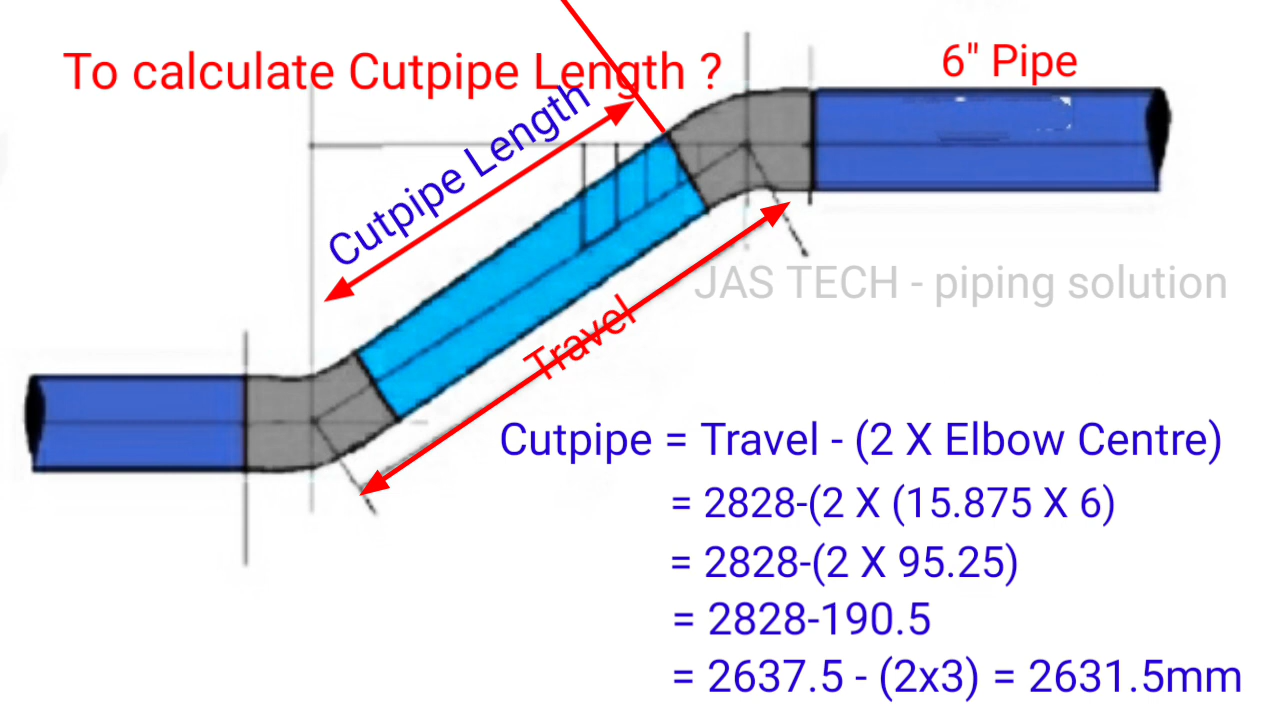 To calculate Cutpipe Length ?
6" Pipe
Cutpipe Length
Travel
JAS TECH - piping solution
Cutpipe = Travel - (2 X Elbow Centre)
= 2828-(2 X (15.875 X 6)
= 2828-(2 X 95.25)
= 2828-190.5
= 2637.5 - (2x3) = 2631.5mm